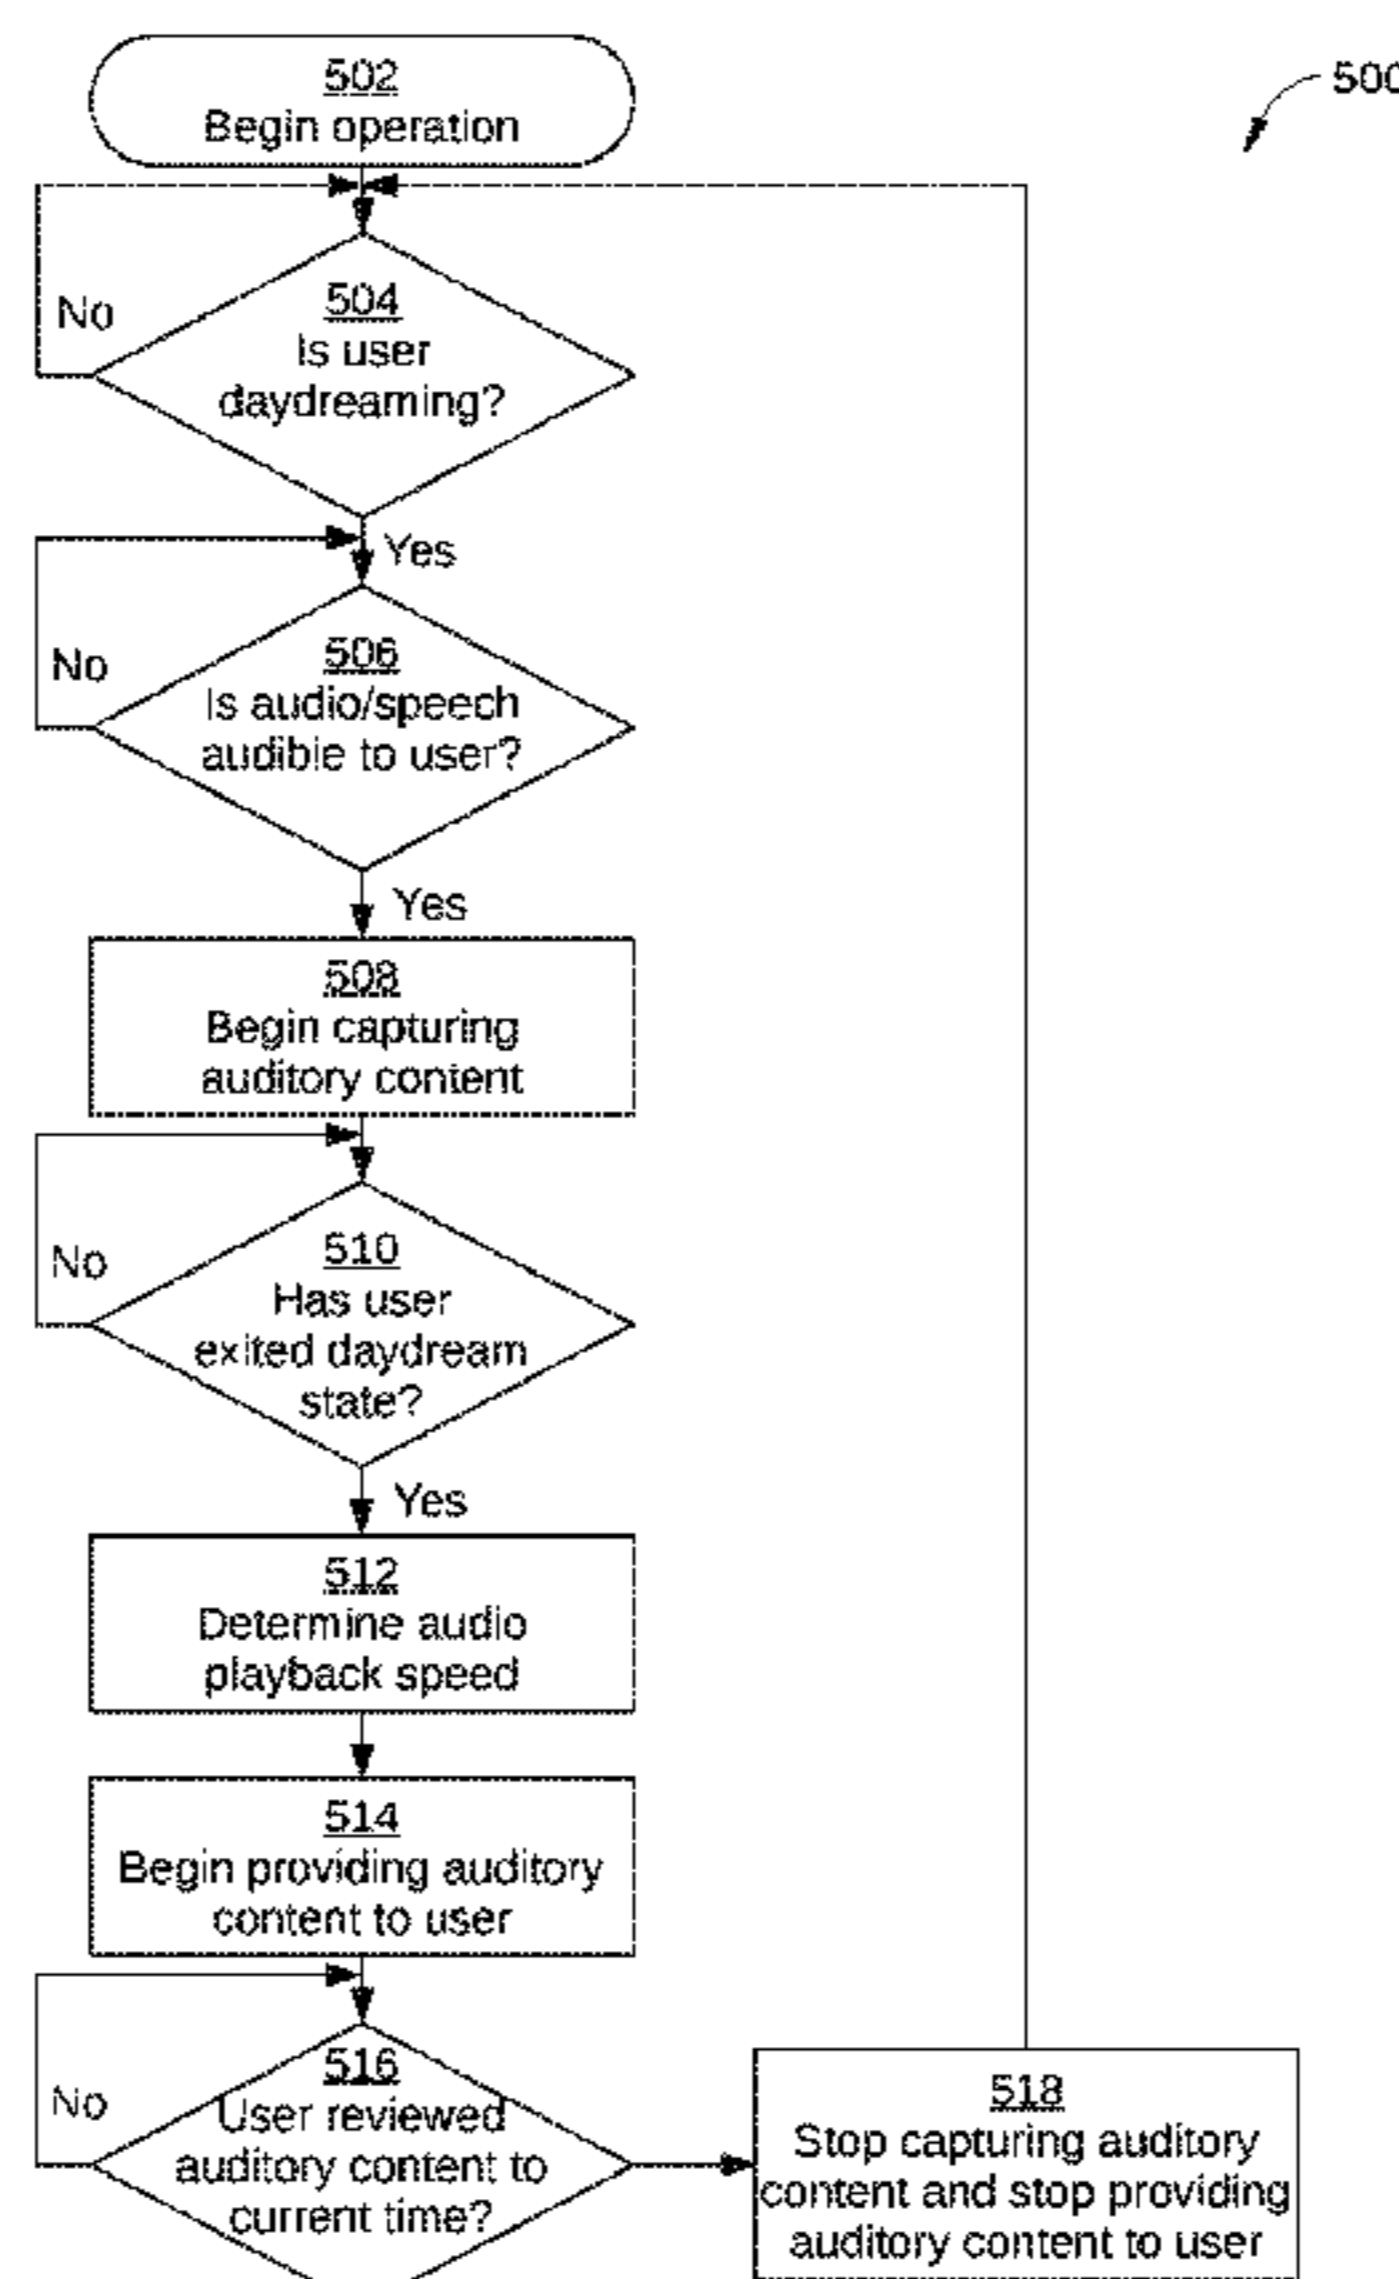 502
Begin operation
500
No
504
Is user
daydreaming?
Yes
No
506
Is audio/speech
audible to user?
Yes
508
Begin capturing
auditory content
No
510
Has user
exited daydream
state?
Yes
512
Determine audio
playback speed
514
Begin providing auditory
content to user
No
516
User reviewed
auditory content to
current time?
518
Stop capturing auditory
content and stop providing
auditory content to user